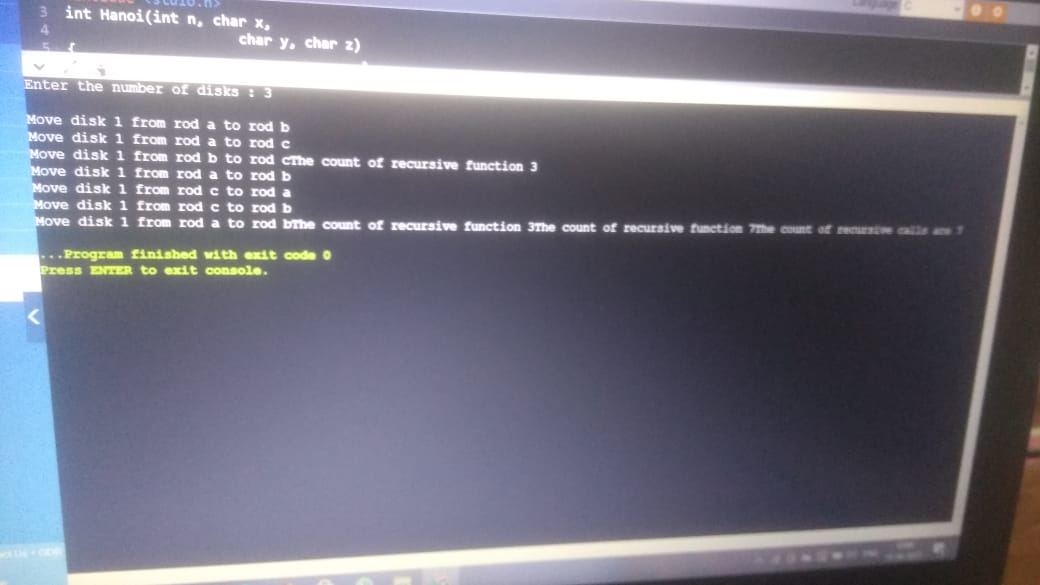 Language C
<stdio.h>
3 int Hanoi(int n, char x,
4 char y, char z)
5 {
Enter the number of disks : 3
Move disk 1 from rod a to rod b
Move disk 1 from rod a to rod c
Move disk 1 from rod b to rod cThe count of recursive function 3
Move disk 1 from rod a to rod b
Move disk 1 from rod c to rod a
Move disk 1 from rod c to rod b
Move disk 1 from rod a to rod bThe count of recursive function 3The count of recursive function 7The count of recursive calls are 7
...Program finished with exit code 0
Press ENTER to exit console.